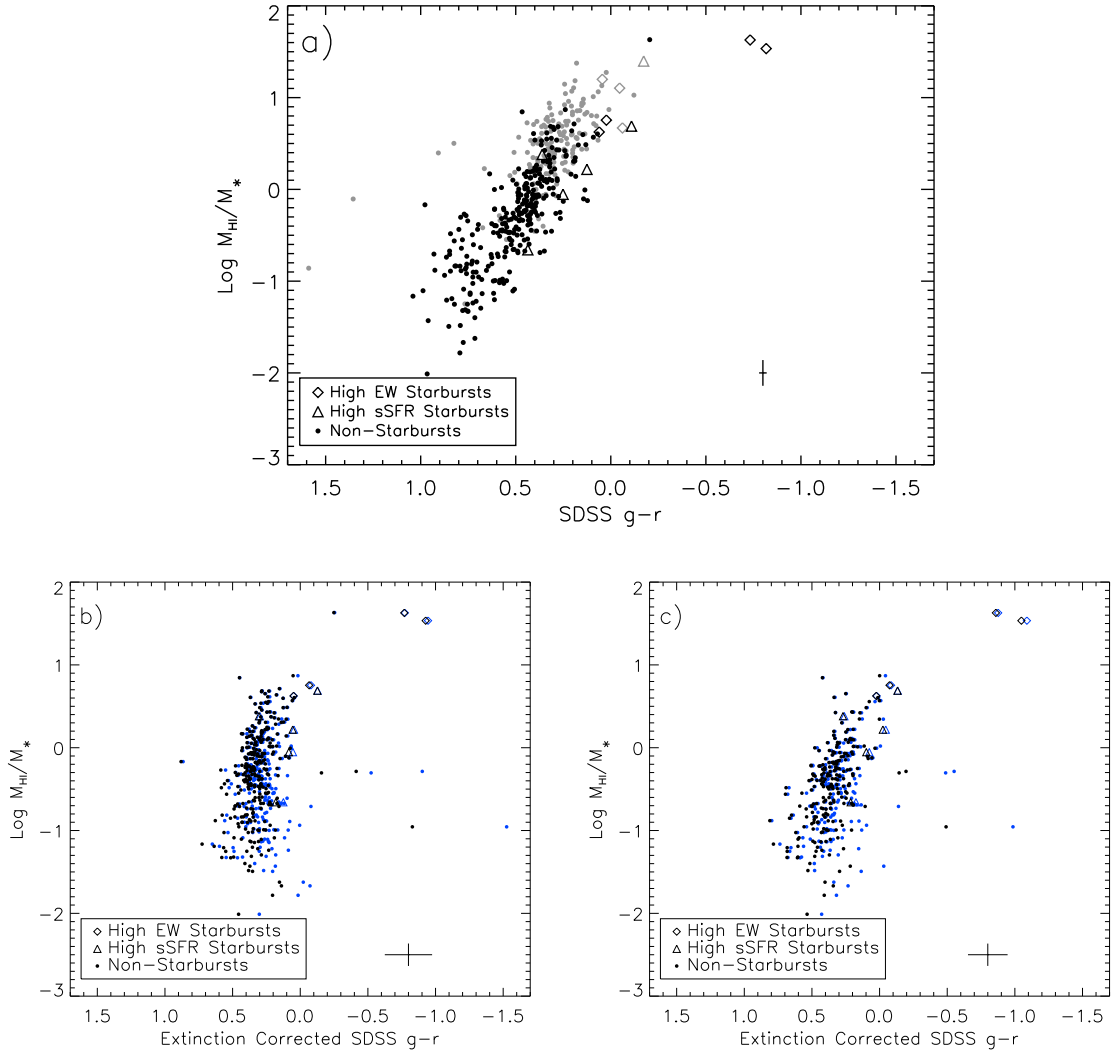 a)
2
1
0
−1
−2
−3
Log M_HI/M_*
◇ High EW Starbursts
△ High sSFR Starbursts
• Non−Starbursts
1.5 1.0 0.5 0.0 −0.5 −1.0 −1.5
SDSS g−r
b)
2
1
0
−1
−2
−3
Log M_HI/M_*
◇ High EW Starbursts
△ High sSFR Starbursts
• Non−Starbursts
1.5 1.0 0.5 0.0 −0.5 −1.0 −1.5
Extinction Corrected SDSS g−r
c)
2
1
0
−1
−2
−3
Log M_HI/M_*
◇ High EW Starbursts
△ High sSFR Starbursts
• Non−Starbursts
1.5 1.0 0.5 0.0 −0.5 −1.0 −1.5
Extinction Corrected SDSS g−r